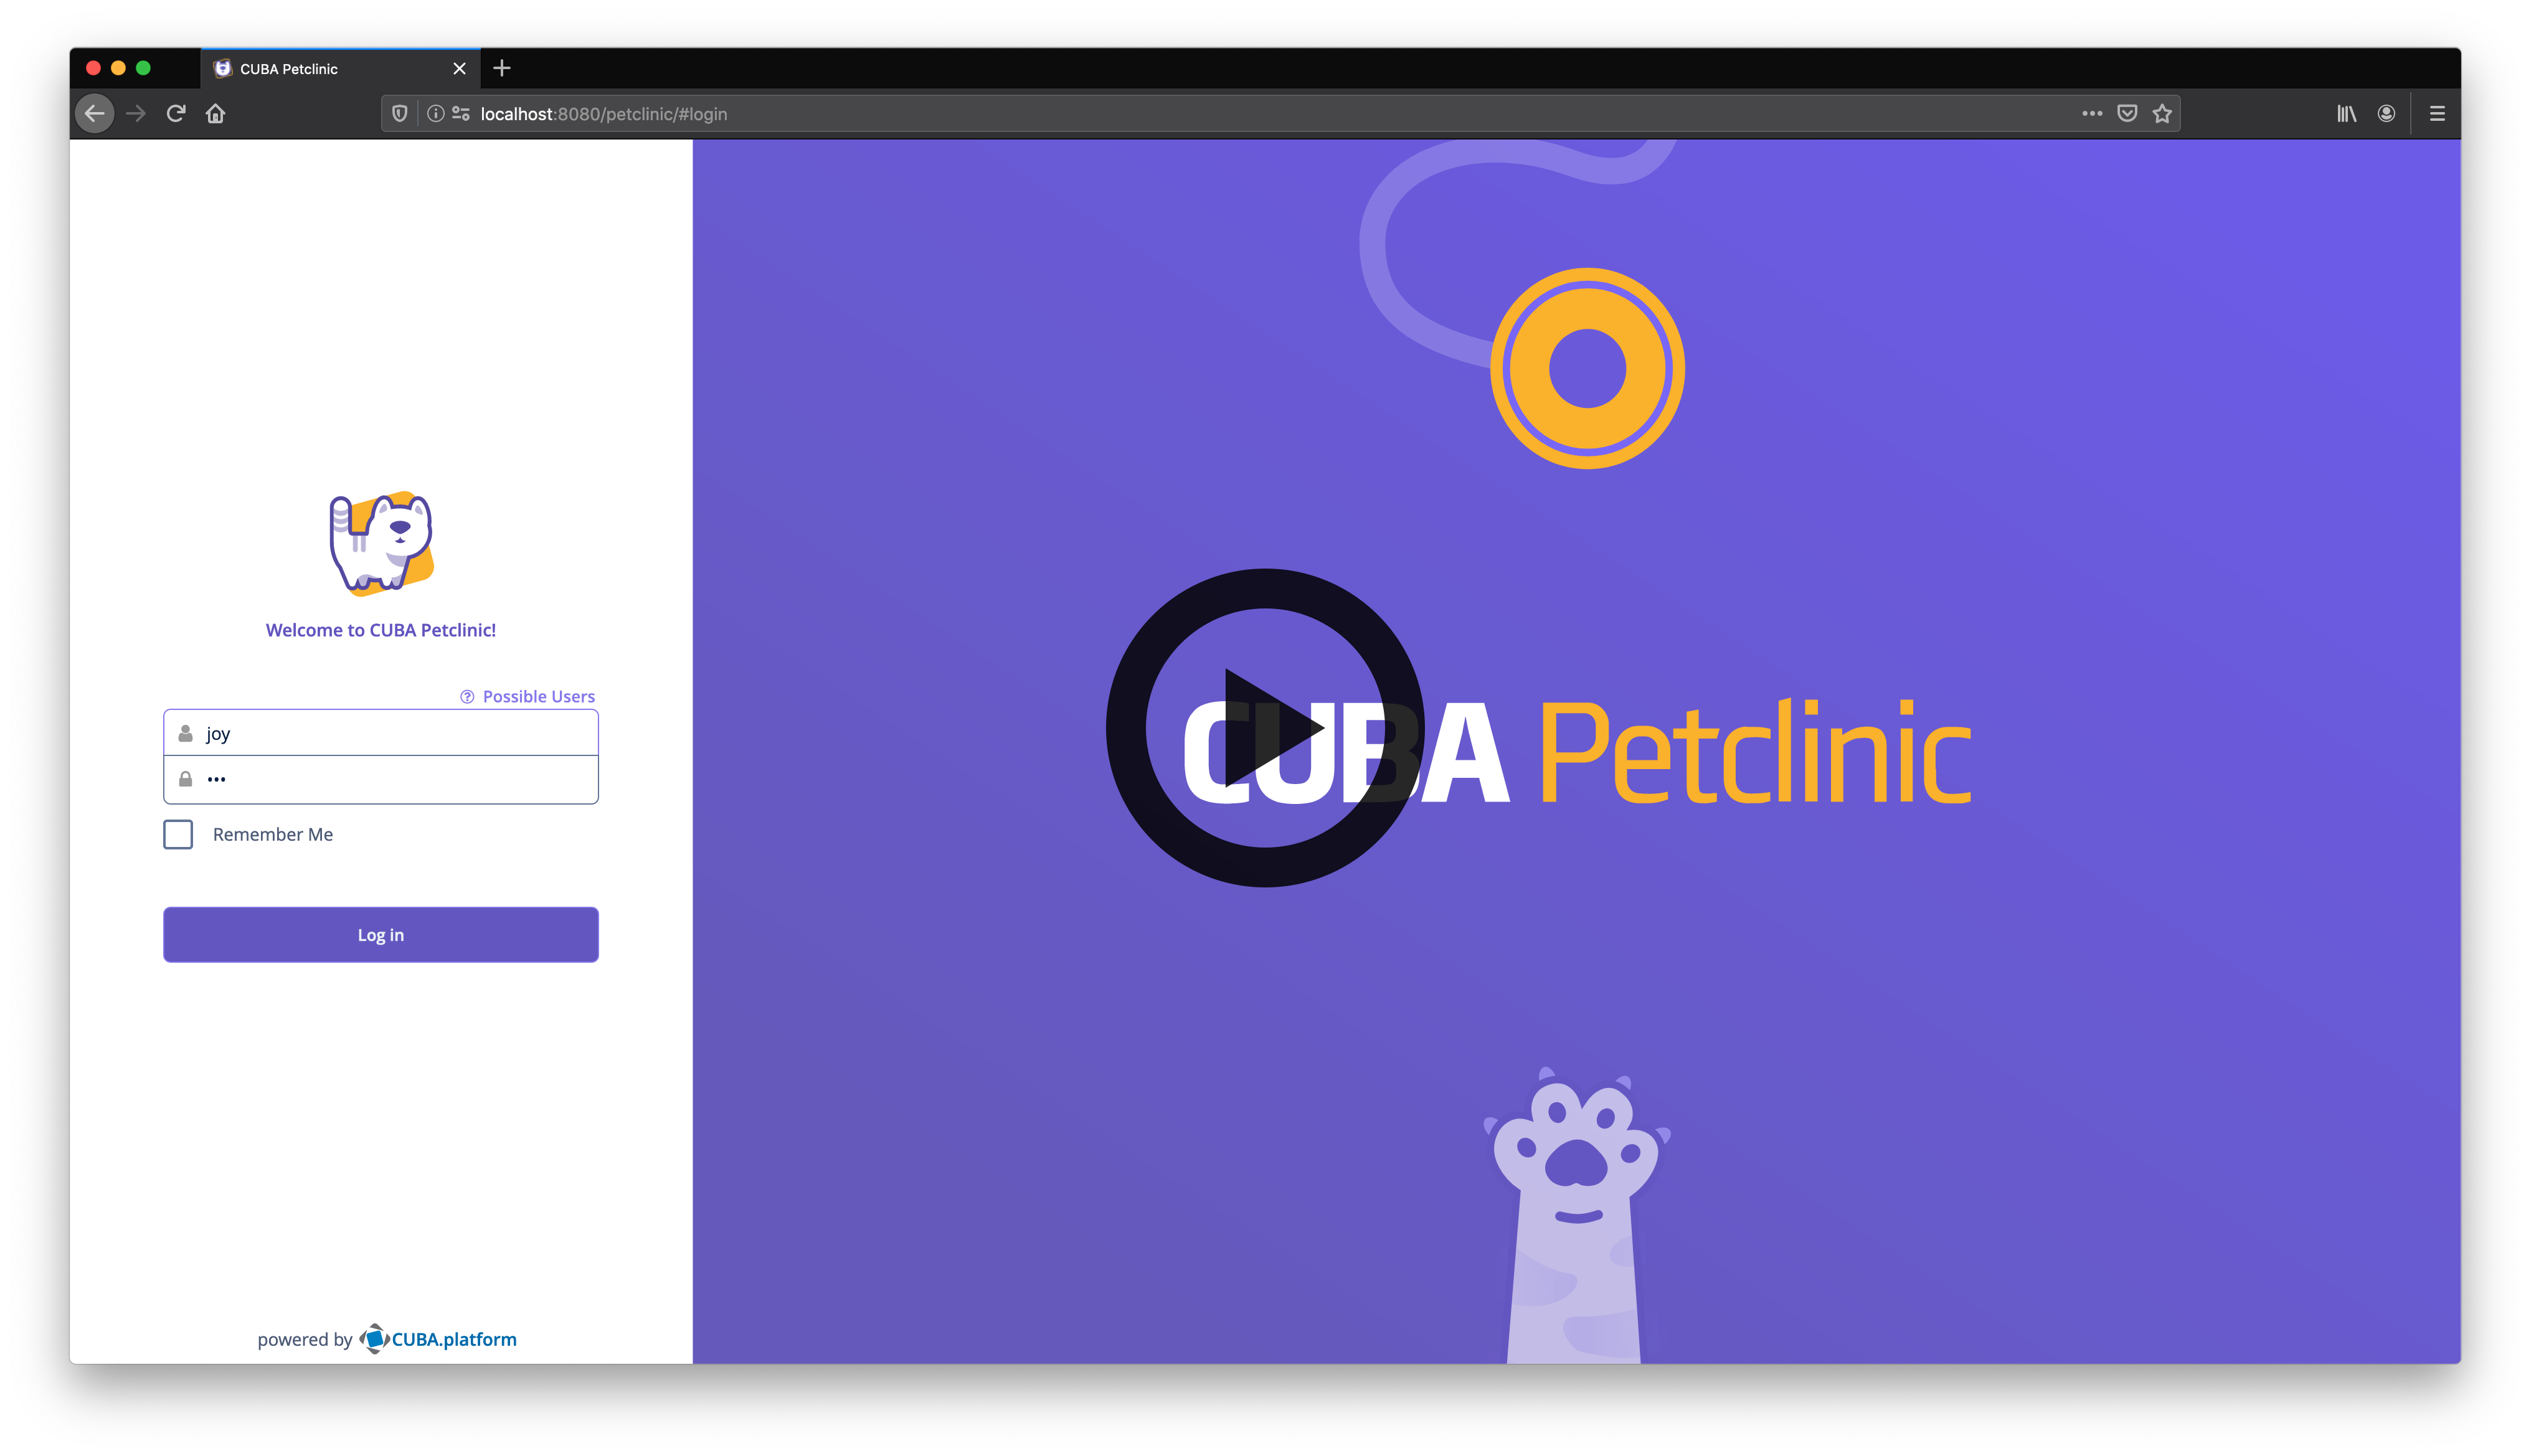 CUBA Petclinic
localhost:8080/petclinic/#login
Welcome to CUBA Petclinic!
Possible Users
joy
•••
Remember Me
Log in
powered by CUBA.platform
CUBA Petclinic